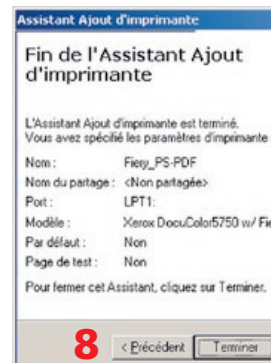 Assistant Ajout d'imprimante
Fin de l'Assistant Ajout
d'imprimante
L'Assistant Ajout d'imprimante est terminé.
Vous avez spécifié les paramètres d'imprimante
Nom : Fiery_PS-PDF
Nom du partage : <Non partagée>
Port : LPT1:
Modèle : Xerox DocuColor5750 w/ Fie
Par défaut : Non
Page de test : Non
Pour fermer cet Assistant, cliquez sur Terminer.
8 < Précédent Terminer